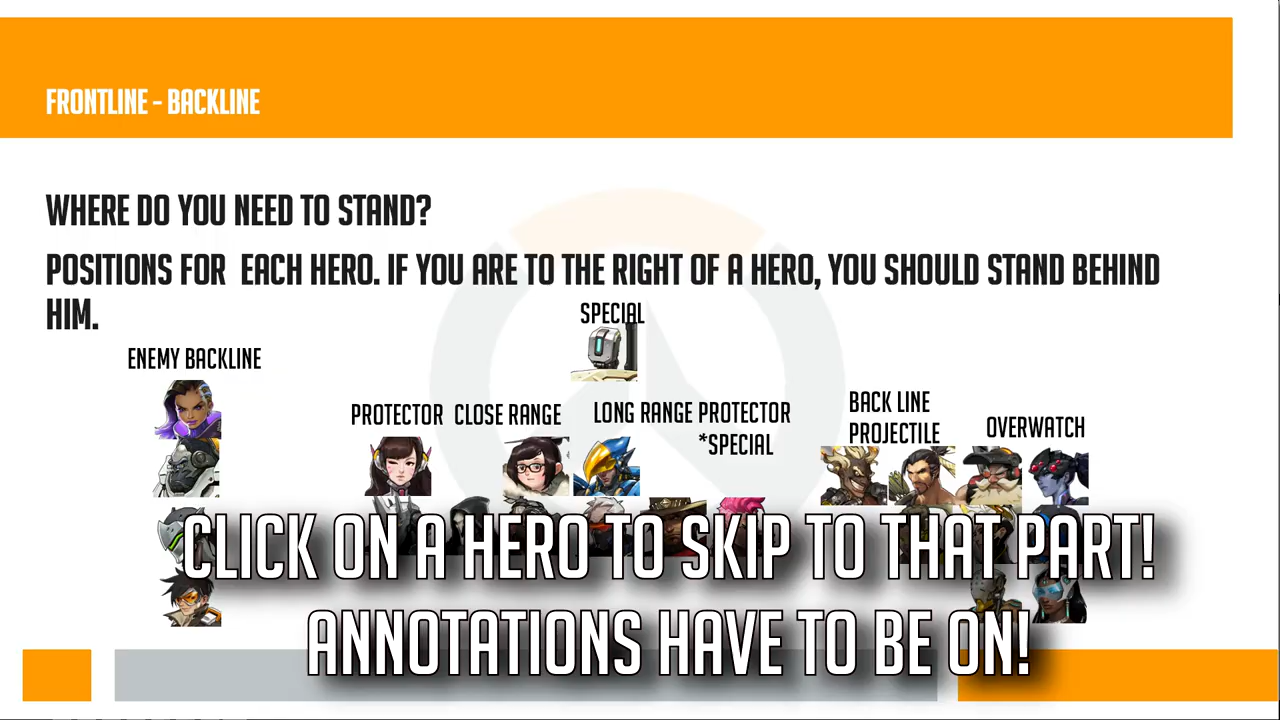 FRONTLINE - BACKLINE
WHERE DO YOU NEED TO STAND?
POSITIONS FOR EACH HERO. IF YOU ARE TO THE RIGHT OF A HERO, YOU SHOULD STAND BEHIND
HIM.
SPECIAL
ENEMY BACKLINE
PROTECTOR CLOSE RANGE
LONG RANGE PROTECTOR
*SPECIAL
BACK LINE
PROJECTILE
OVERWATCH
CLICK ON A HERO TO SKIP TO THAT PART!
ANNOTATIONS HAVE TO BE ON!